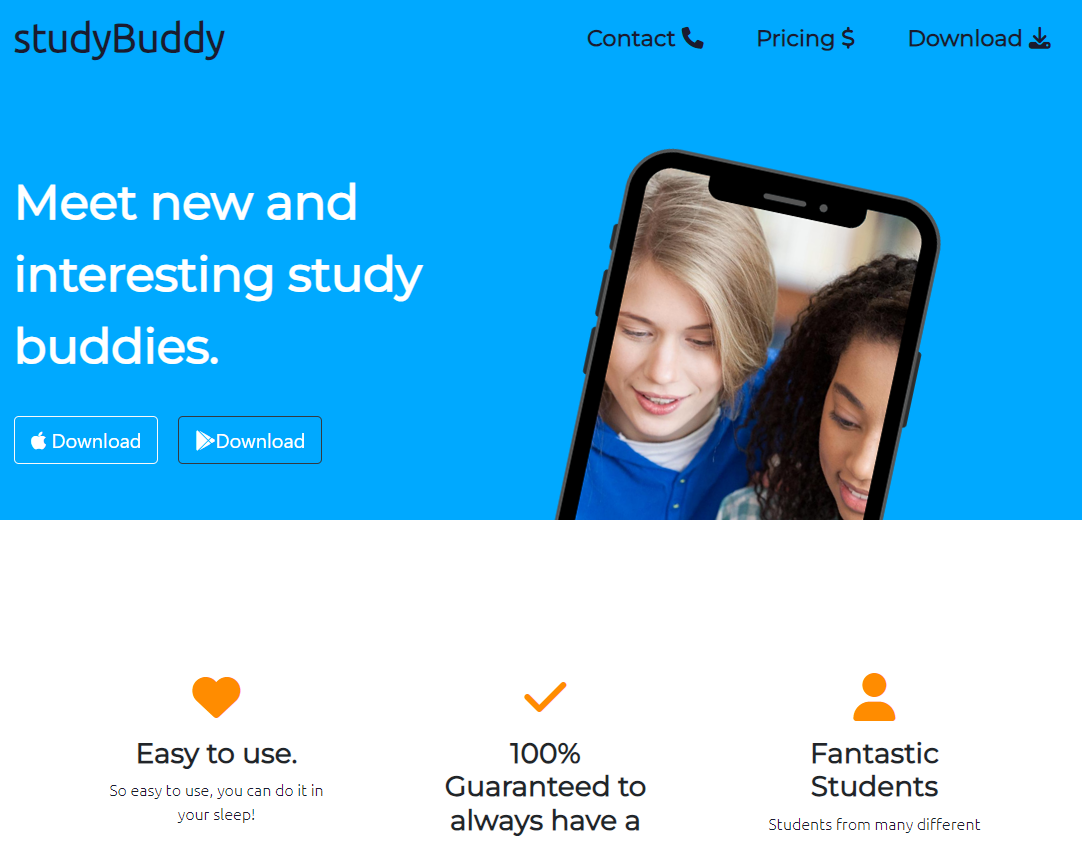 studyBuddy
Contact
Pricing $
Download
Meet new and
interesting study
buddies.
Download
Download
Easy to use.
So easy to use, you can do it in
your sleep!
100%
Guaranteed to
always have a
Fantastic
Students
Students from many different